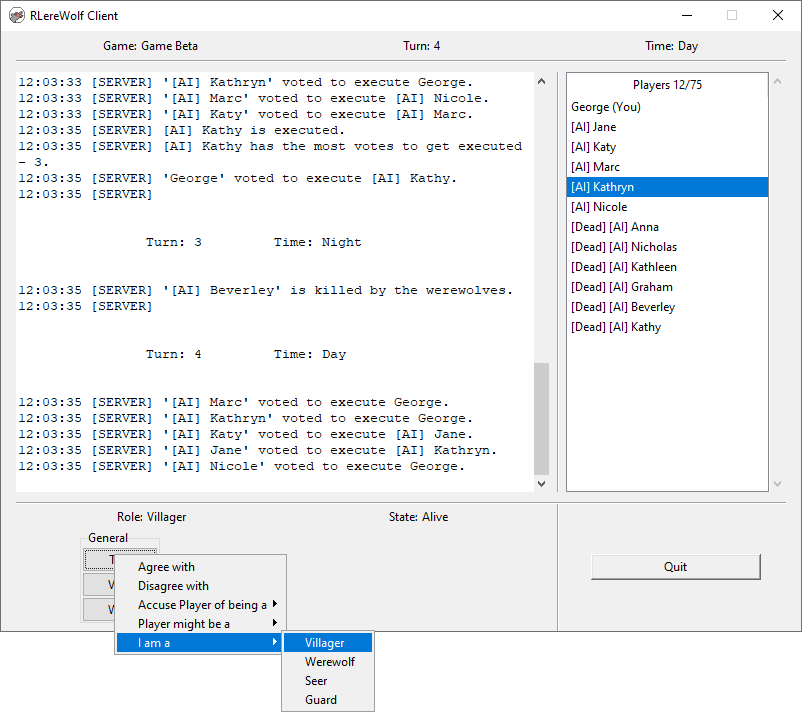 RLereWolf Client
Game: Game Beta
Turn: 4
Time: Day
12:03:33 [SERVER] '[AI] Kathryn' voted to execute George.
12:03:33 [SERVER] '[AI] Marc' voted to execute [AI] Nicole.
12:03:33 [SERVER] '[AI] Katy' voted to execute [AI] Marc.
12:03:35 [SERVER] [AI] Kathy is executed.
12:03:35 [SERVER] [AI] Kathy has the most votes to get executed
- 3.
12:03:35 [SERVER] 'George' voted to execute [AI] Kathy.
12:03:35 [SERVER]
Turn: 3 Time: Night
12:03:35 [SERVER] '[AI] Beverley' is killed by the werewolves.
12:03:35 [SERVER]
Turn: 4 Time: Day
12:03:35 [SERVER] '[AI] Marc' voted to execute George.
12:03:35 [SERVER] '[AI] Kathryn' voted to execute George.
12:03:35 [SERVER] '[AI] Katy' voted to execute [AI] Jane.
12:03:35 [SERVER] '[AI] Jane' voted to execute [AI] Kathryn.
12:03:35 [SERVER] '[AI] Nicole' voted to execute George.
Players 12/75
George (You)
[AI] Jane
[AI] Katy
[AI] Marc
[AI] Kathryn
[AI] Nicole
[Dead] [AI] Anna
[Dead] [AI] Nicholas
[Dead] [AI] Kathleen
[Dead] [AI] Graham
[Dead] [AI] Beverley
[Dead] [AI] Kathy
Role: Villager
State: Alive
General
Agree with
Disagree with
Accuse Player of being a
Player might be a
I am a
Villager
Werewolf
Seer
Guard
Quit